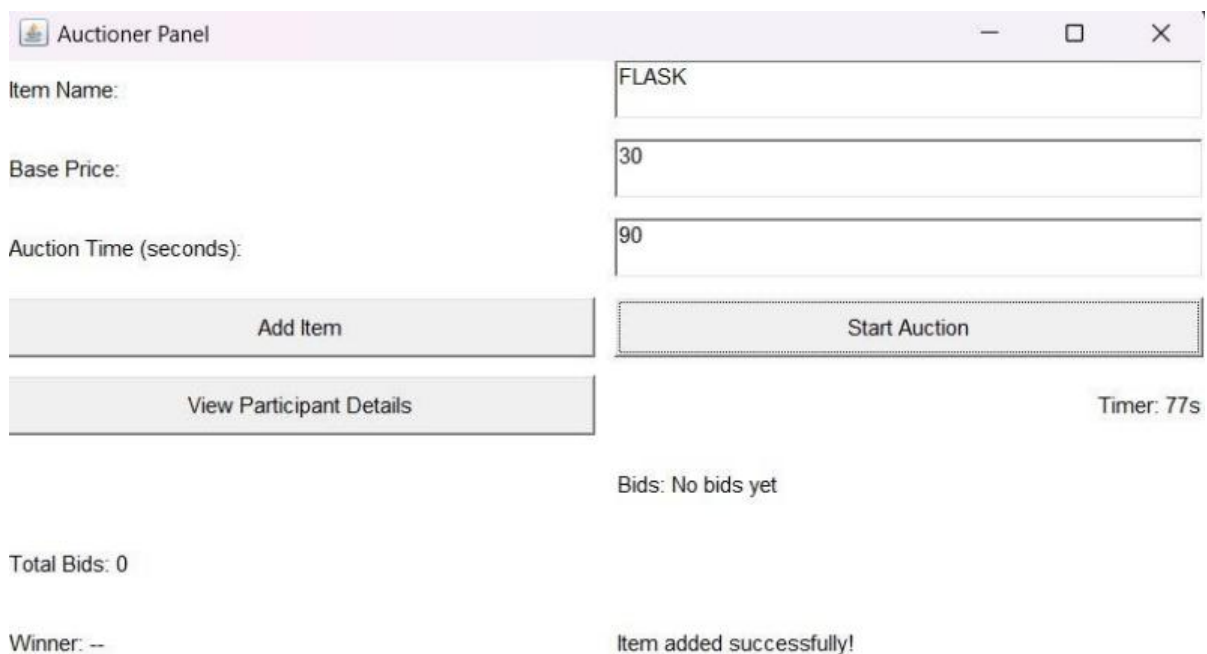 Auctioner Panel
Item Name:
FLASK
Base Price:
30
Auction Time (seconds):
90
Add Item
Start Auction
View Participant Details
Timer: 77s
Bids: No bids yet
Total Bids: 0
Winner: --
Item added successfully!